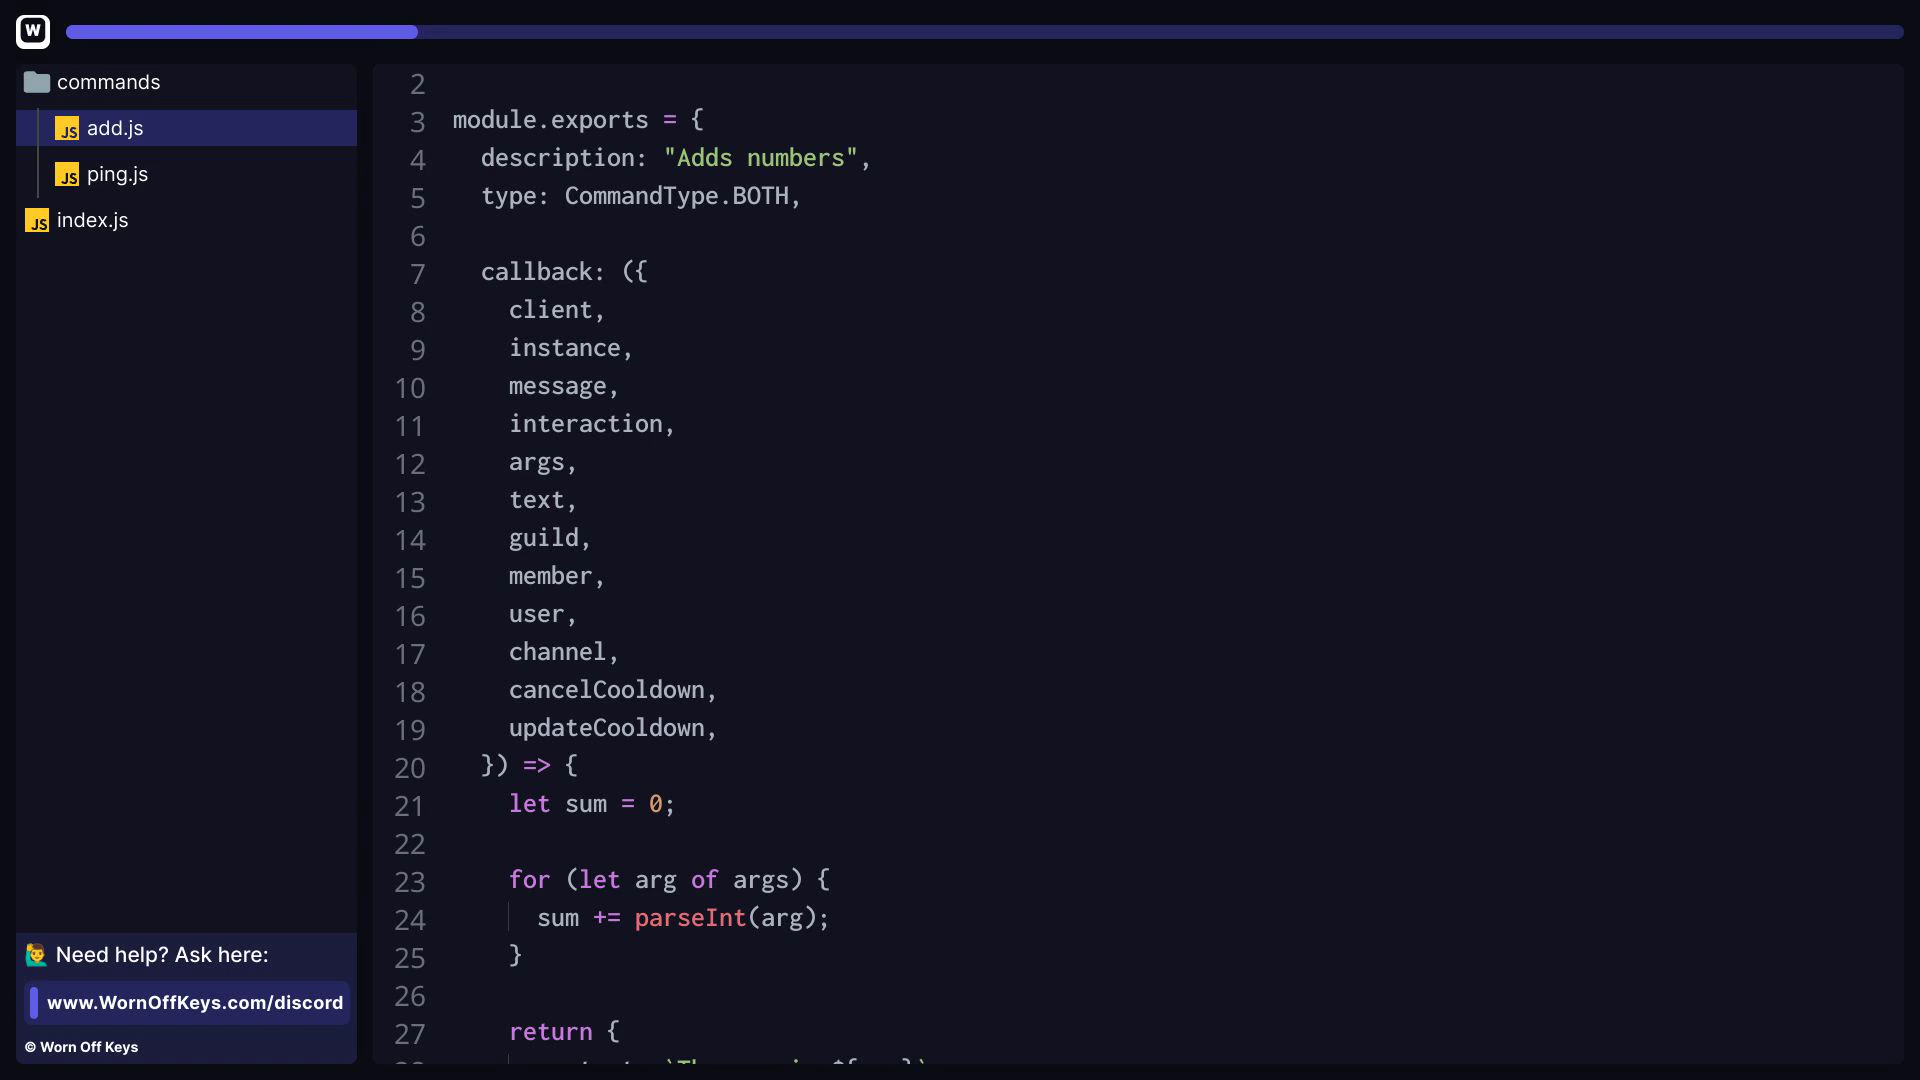 W
commands
JS add.js
JS ping.js
JS index.js
2
3 module.exports = {
4 description: "Adds numbers",
5 type: CommandType.BOTH,
6
7 callback: ({
8 client,
9 instance,
10 message,
11 interaction,
12 args,
13 text,
14 guild,
15 member,
16 user,
17 channel,
18 cancelCooldown,
19 updateCooldown,
20 }) => {
21 let sum = 0;
22
23 for (let arg of args) {
24 sum += parseInt(arg);
25 }
26
27 return {
Need help? Ask here:
www.WornOffKeys.com/discord
© Worn Off Keys